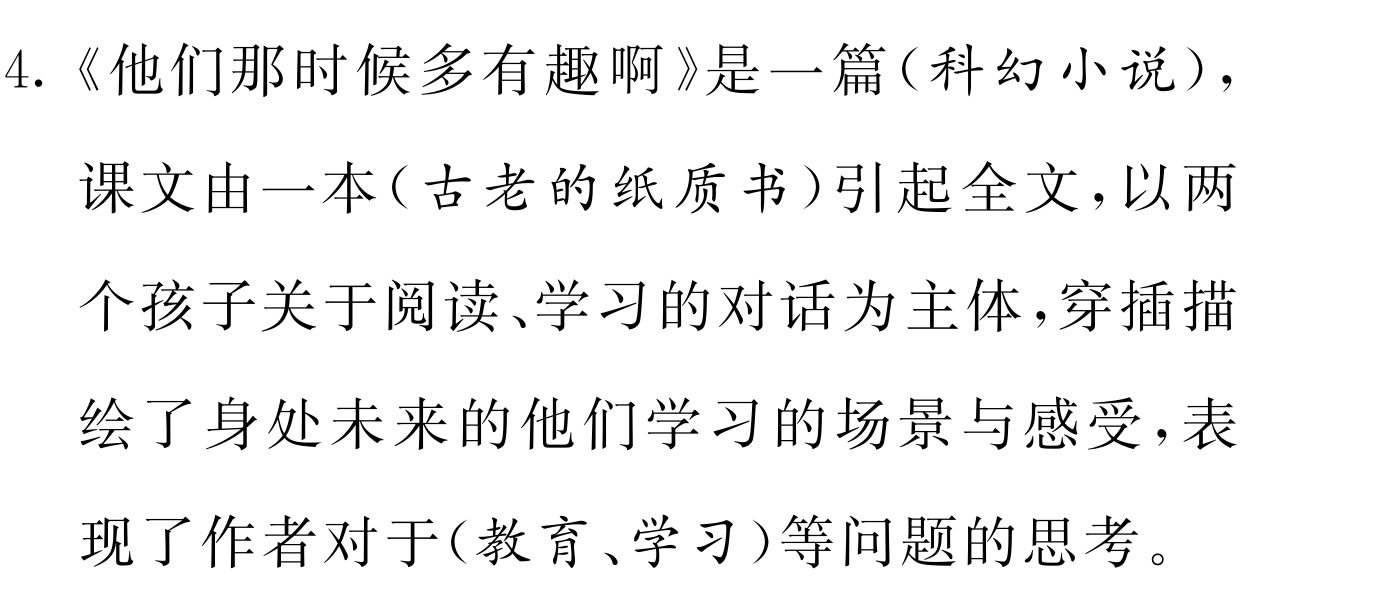 4.《他们那时候多有趣啊》是一篇(科幻小说),
课文由一本(古老的纸质书)引起全文,以两
个孩子关于阅读、学习的对话为主体,穿插描
绘了身处未来的他们学习的场景与感受,表
现了作者对于(教育、学习)等问题的思考。